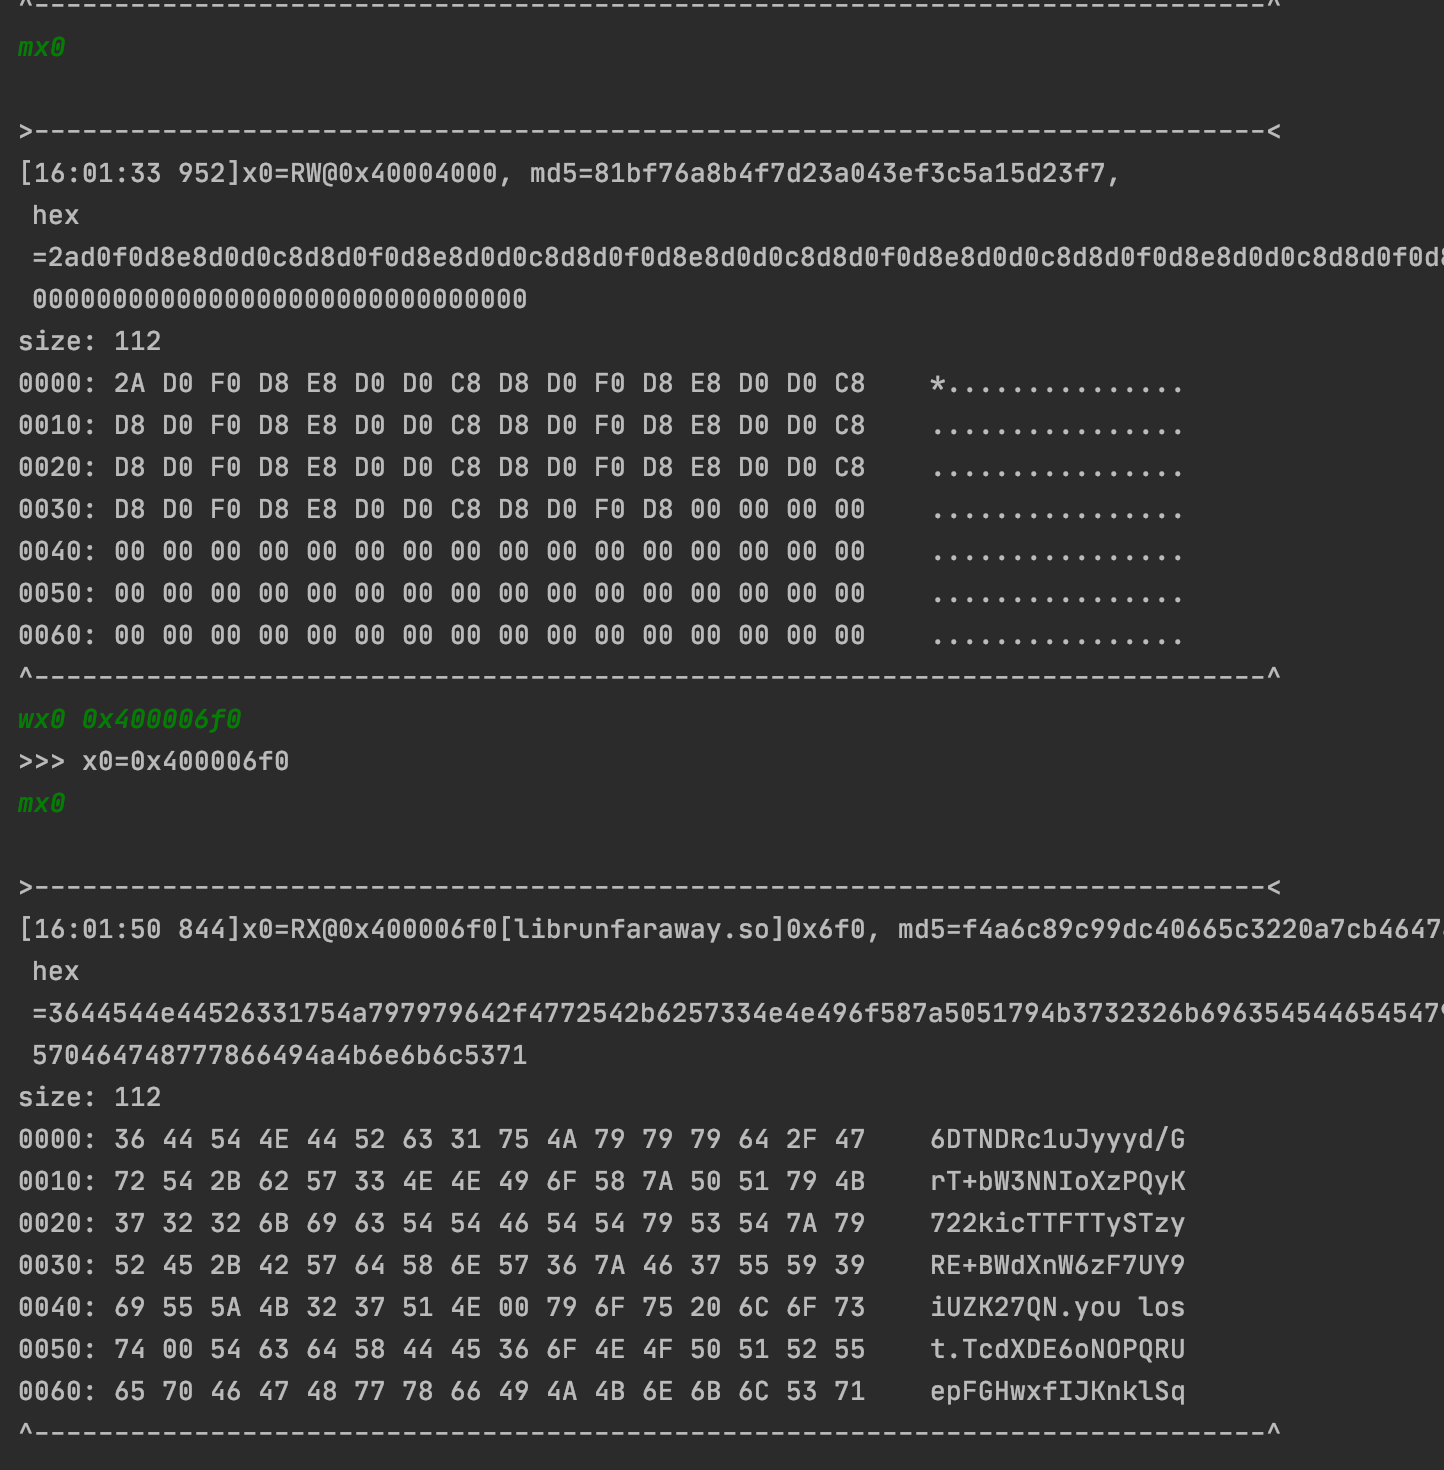 ^-----------------------------------------------------------------------------^
mx0
>-----------------------------------------------------------------------------<
[16:01:33 952]x0=RW@0x40004000, md5=81bf76a8b4f7d23a043ef3c5a15d23f7,
hex
=2ad0f0d8e8d0d0c8d8d0f0d8e8d0d0c8d8d0f0d8e8d0d0c8d8d0f0d8e8d0d0c8d8d0f0d8e8d0d0c8d8d0f0d8
0000000000000000000000000000000
size: 112
0000: 2A D0 F0 D8 E8 D0 D0 C8 D8 D0 F0 D8 E8 D0 D0 C8    *...............
0010: D8 D0 F0 D8 E8 D0 D0 C8 D8 D0 F0 D8 E8 D0 D0 C8    ................
0020: D8 D0 F0 D8 E8 D0 D0 C8 D8 D0 F0 D8 E8 D0 D0 C8    ................
0030: D8 D0 F0 D8 E8 D0 D0 C8 D8 D0 F0 D8 00 00 00 00    ................
0040: 00 00 00 00 00 00 00 00 00 00 00 00 00 00 00 00    ................
0050: 00 00 00 00 00 00 00 00 00 00 00 00 00 00 00 00    ................
0060: 00 00 00 00 00 00 00 00 00 00 00 00 00 00 00 00    ................
^-----------------------------------------------------------------------------^
wx0 0x400006f0
>>> x0=0x400006f0
mx0
>-----------------------------------------------------------------------------<
[16:01:50 844]x0=RX@0x400006f0[librunfaraway.so]0x6f0, md5=f4a6c89c99dc40665c3220a7cb4647
hex
=3644544e44526331754a797979642f4772542b6257334e4e496f587a5051794b3732326b696354544654547
570464748777866494a4b6e6b6c5371
size: 112
0000: 36 44 54 4E 44 52 63 31 75 4A 79 79 79 64 2F 47    6DTNDRc1uJyyyd/G
0010: 72 54 2B 62 57 33 4E 4E 49 6F 58 7A 50 51 79 4B    rT+bW3NNIoXzPQyK
0020: 37 32 32 6B 69 63 54 54 46 54 54 79 53 54 7A 79    722kicTTFTTySTzy
0030: 52 45 2B 42 57 64 58 6E 57 36 7A 46 37 55 59 39    RE+BWdXnW6zF7UY9
0040: 69 55 5A 4B 32 37 51 4E 00 79 6F 75 20 6C 6F 73    iUZK27QN.you los
0050: 74 00 54 63 64 58 44 45 36 6F 4E 4F 50 51 52 55    t.TcdXDE6oNOPQRU
0060: 65 70 46 47 48 77 78 66 49 4A 4B 6E 6B 6C 53 71    epFGHwxfIJKnklSq
^-----------------------------------------------------------------------------^